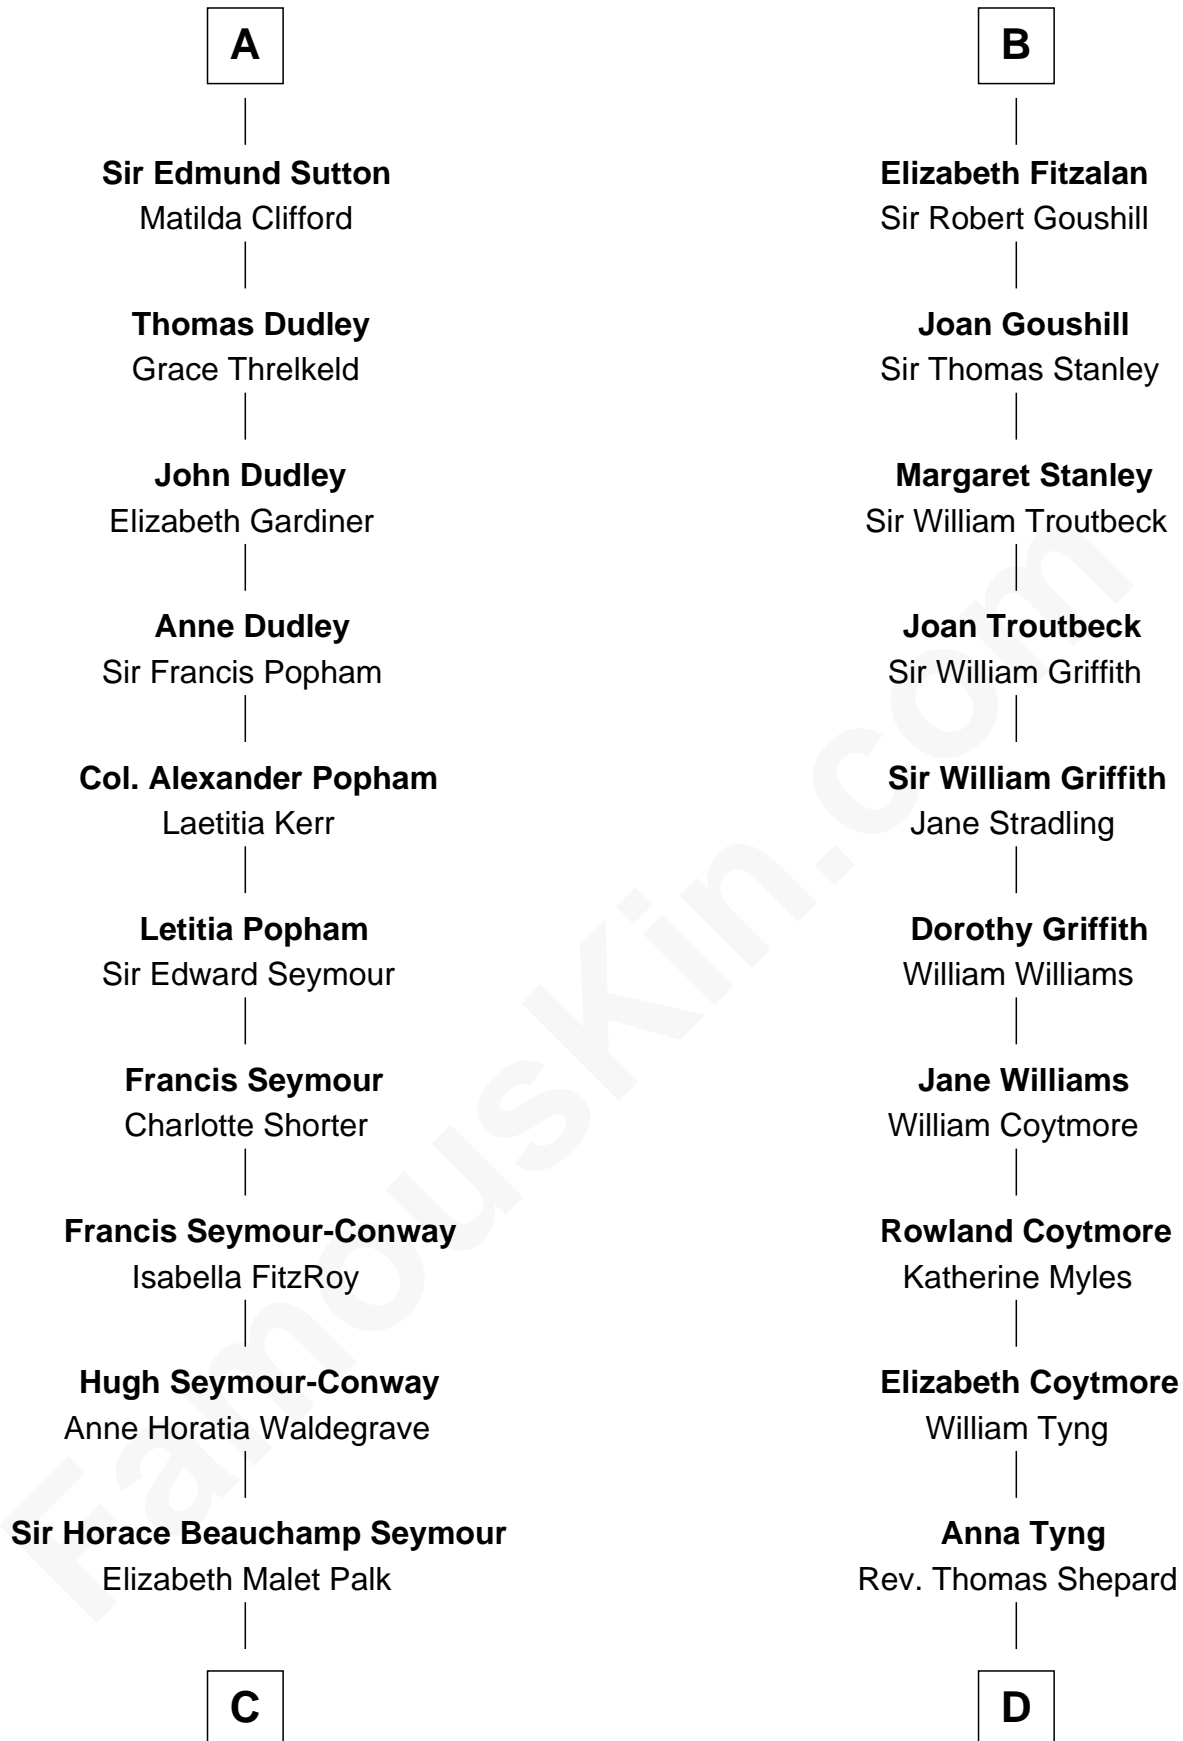 A
Sir Edmund Sutton
Matilda Clifford
Thomas Dudley
Grace Threlkeld
John Dudley
Elizabeth Gardiner
Anne Dudley
Sir Francis Popham
Col. Alexander Popham
Laetitia Kerr
Letitia Popham
Sir Edward Seymour
Francis Seymour
Charlotte Shorter
Francis Seymour-Conway
Isabella FitzRoy
Hugh Seymour-Conway
Anne Horatia Waldegrave
Sir Horace Beauchamp Seymour
Elizabeth Malet Palk
C
B
Elizabeth Fitzalan
Sir Robert Goushill
Joan Goushill
Sir Thomas Stanley
Margaret Stanley
Sir William Troutbeck
Joan Troutbeck
Sir William Griffith
Sir William Griffith
Jane Stradling
Dorothy Griffith
William Williams
Jane Williams
William Coytmore
Rowland Coytmore
Katherine Myles
Elizabeth Coytmore
William Tyng
Anna Tyng
Rev. Thomas Shepard
D
FamousKin.com